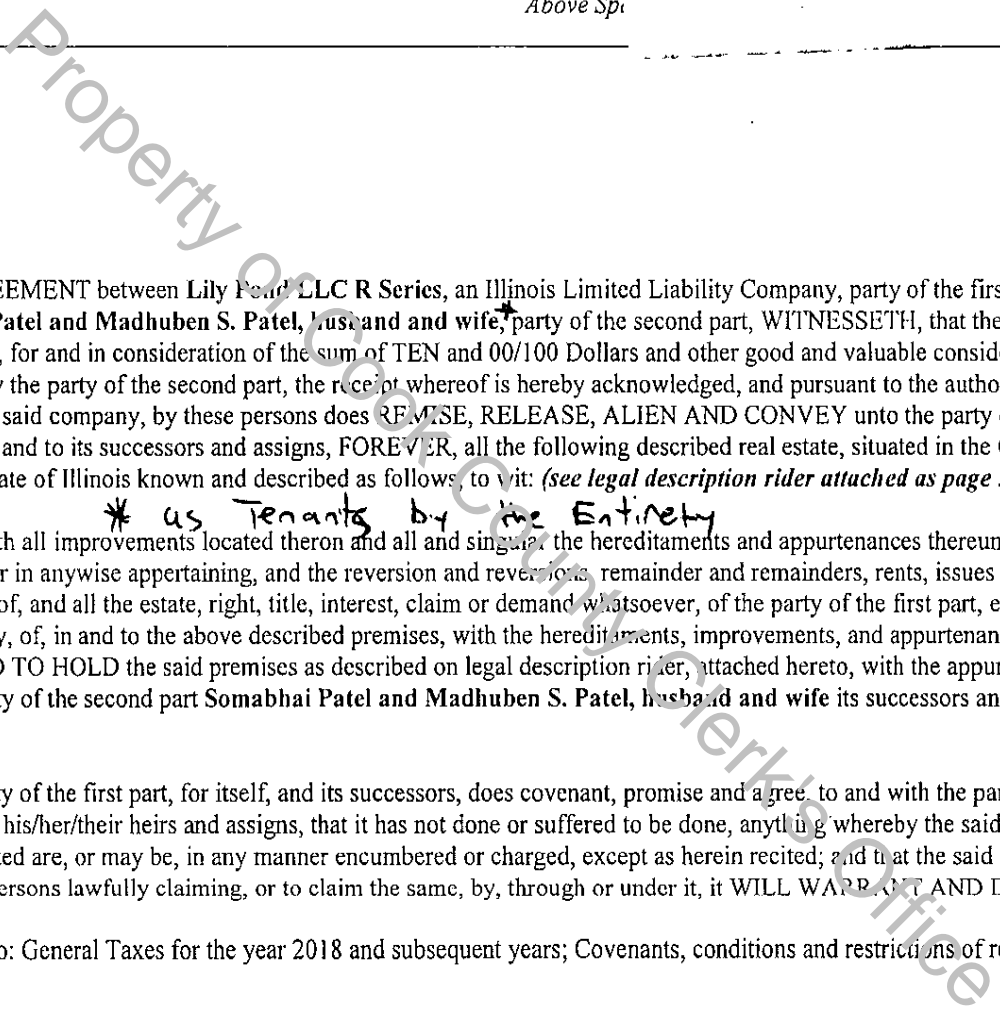 Above Sp
EEMENT between Lily Pond LLC R Series, an Illinois Limited Liability Company, party of the firs
Patel and Madhuben S. Patel, husband and wife,* party of the second part, WITNESSETH, that the
, for and in consideration of the sum of TEN and 00/100 Dollars and other good and valuable consid
y the party of the second part, the receipt whereof is hereby acknowledged, and pursuant to the autho
said company, by these persons does REMISE, RELEASE, ALIEN AND CONVEY unto the party
and to its successors and assigns, FOREVER, all the following described real estate, situated in the
ate of Illinois known and described as follows, to wit: (see legal description rider attached as page
* as Tenants by the Entirety
th all improvements located theron and all and singular the hereditaments and appurtenances thereun
r in anywise appertaining, and the reversion and reversions, remainder and remainders, rents, issues
of, and all the estate, right, title, interest, claim or demand whatsoever, of the party of the first part, e
y, of, in and to the above described premises, with the hereditaments, improvements, and appurtenan
D TO HOLD the said premises as described on legal description rider, attached hereto, with the appur
ty of the second part Somabhai Patel and Madhuben S. Patel, husband and wife its successors an
y of the first part, for itself, and its successors, does covenant, promise and agree, to and with the par
his/her/their heirs and assigns, that it has not done or suffered to be done, anything whereby the said
ted are, or may be, in any manner encumbered or charged, except as herein recited; and that the said
ersons lawfully claiming, or to claim the same, by, through or under it, it WILL WARRANT AND D
o: General Taxes for the year 2018 and subsequent years; Covenants, conditions and restrictions of re
Property of Cook County Clerk's Office